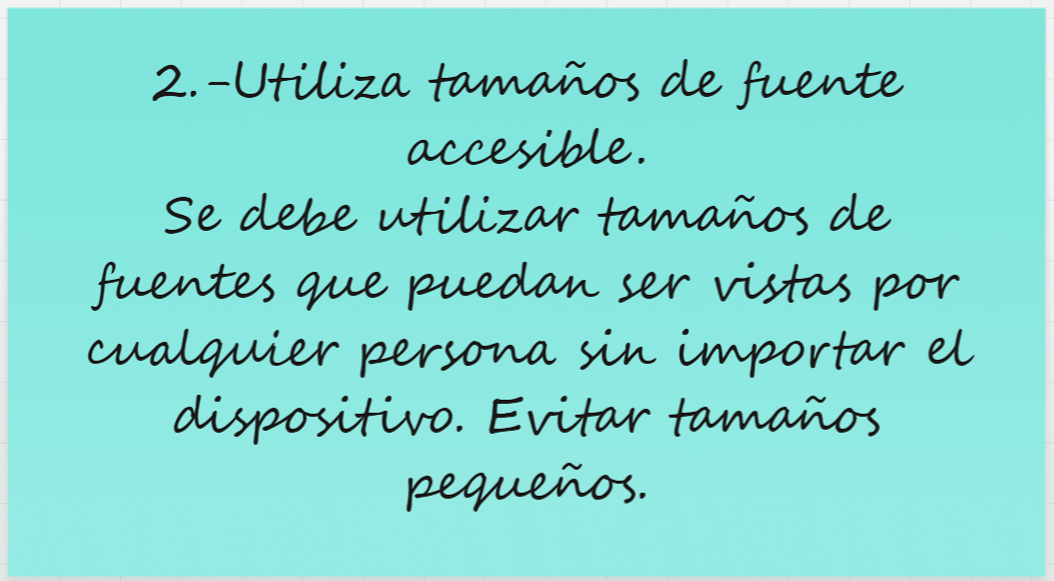 2.-Utiliza tamaños de fuente
accesible.
Se debe utilizar tamaños de
fuentes que puedan ser vistas por
cualquier persona sin importar el
dispositivo. Evitar tamaños
pequeños.